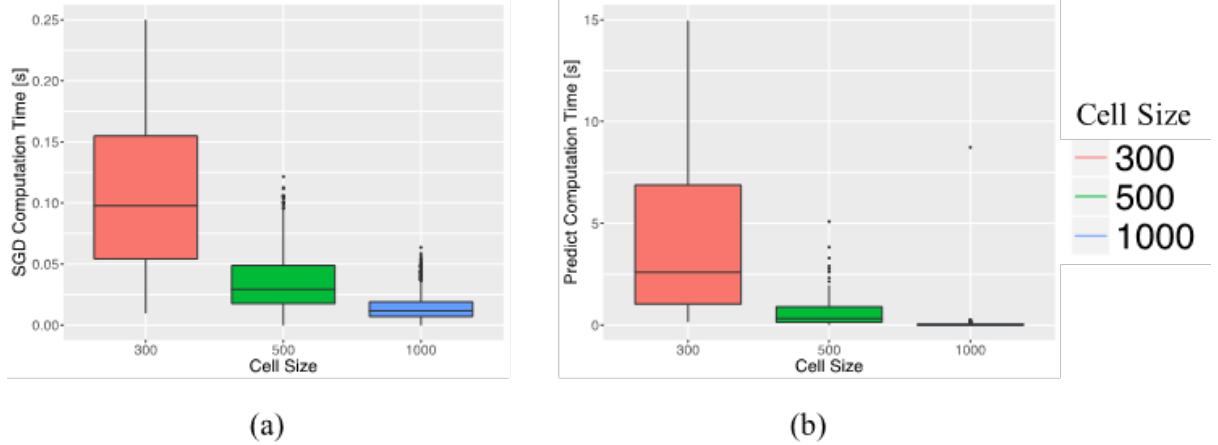 SGD Computation Time [s]
0.25
0.20
0.15
0.10
0.05
0.00
300
500
1000
Cell Size
(a)
Predict Computation Time [s]
15
10
5
0
300
500
1000
Cell Size
(b)
Cell Size
300
500
1000